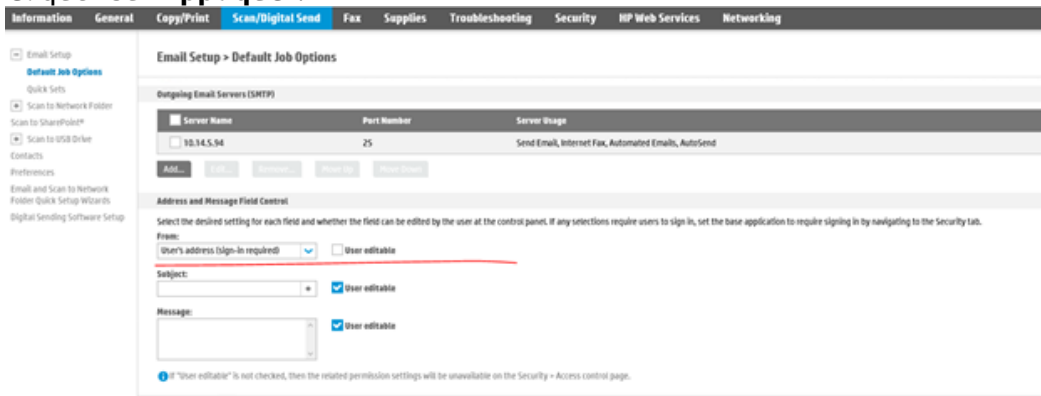 Information General Copy/Print Scan/Digital Send Fax Supplies Troubleshooting Security HP Web Services Networking
Email Setup
Default Job Options
Quick Sets
Scan to Network Folder
Scan to SharePoint®
Scan to USB Drive
Contacts
Preferences
Email and Scan to Network
Folder Quick Setup Wizards
Digital Sending Software Setup
Email Setup > Default Job Options
Outgoing Email Servers (SMTP)
Server Name Port Number Server Usage
10.14.5.94 25 Send Email, Internet Fax, Automated Emails, AutoSend
Add... Edit... Remove... Move Up Move Down
Address and Message Field Control
Select the desired setting for each field and whether the field can be edited by the user at the control panel. If any selections require users to sign in, set the base application to require signing in by navigating to the Security tab.
From:
User's address (sign-in required) User editable
Subject:
User editable
Message:
User editable
If "User editable" is not checked, then the related permission settings will be unavailable on the Security > Access control page.